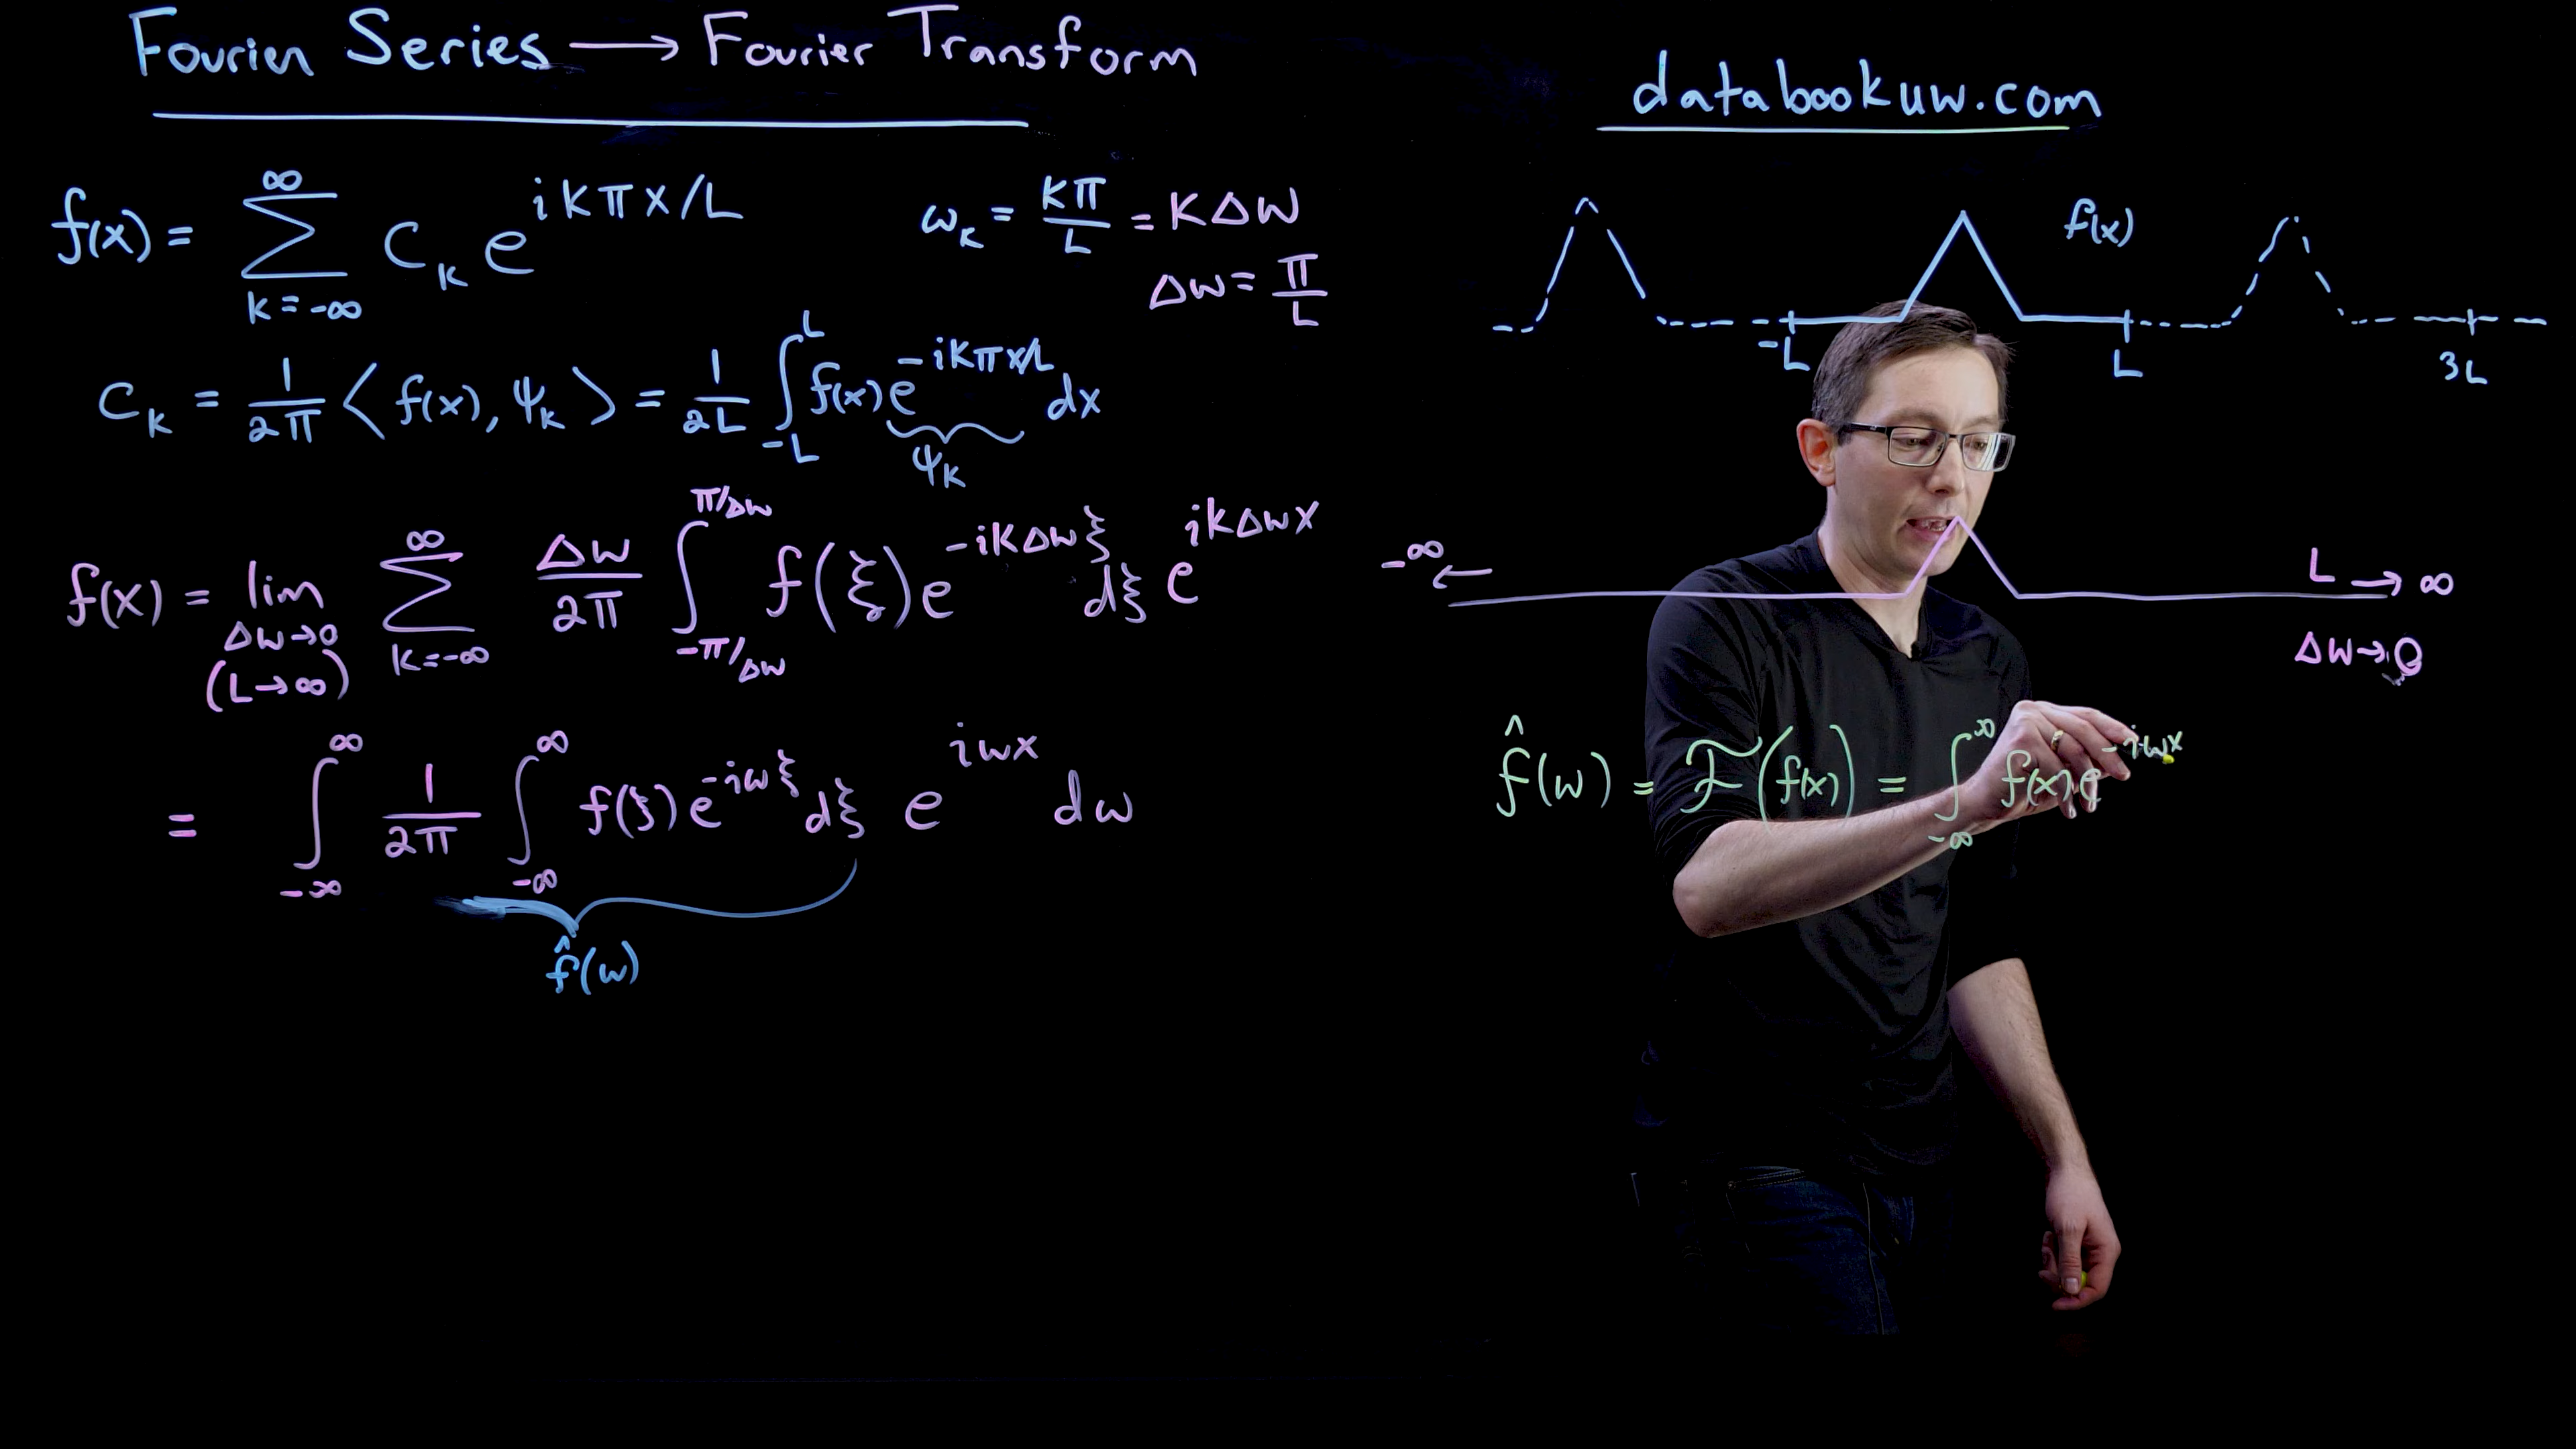 Fourier Series → Fourier Transform
databookuw.com
f(x) = ∑_{k=-∞}^{∞} C_k e^{ikπx/L}
ω_k = kπ/L = kΔω
Δω = π/L
C_k = 1/2π ⟨f(x), ψ_k⟩ = 1/2L ∫_{-L}^{L} f(x) e^{-ikπx/L} dx
ψ_k
f(x) = lim_{Δω→0 (L→∞)} ∑_{k=-∞}^{∞} Δω/2π ∫_{-π/Δω}^{π/Δω} f(ξ) e^{-ikΔωξ} dξ e^{ikΔωx}
= ∫_{-∞}^{∞} 1/2π ∫_{-∞}^{∞} f(ξ) e^{-iωξ} dξ e^{iωx} dω
f̂(ω)
f(x)
-L L 3L
-∞ ← L → ∞
Δω → 0
f̂(ω) = ℱ(f(x)) = ∫_{-∞}^{∞} f(x) e^{-iωx}